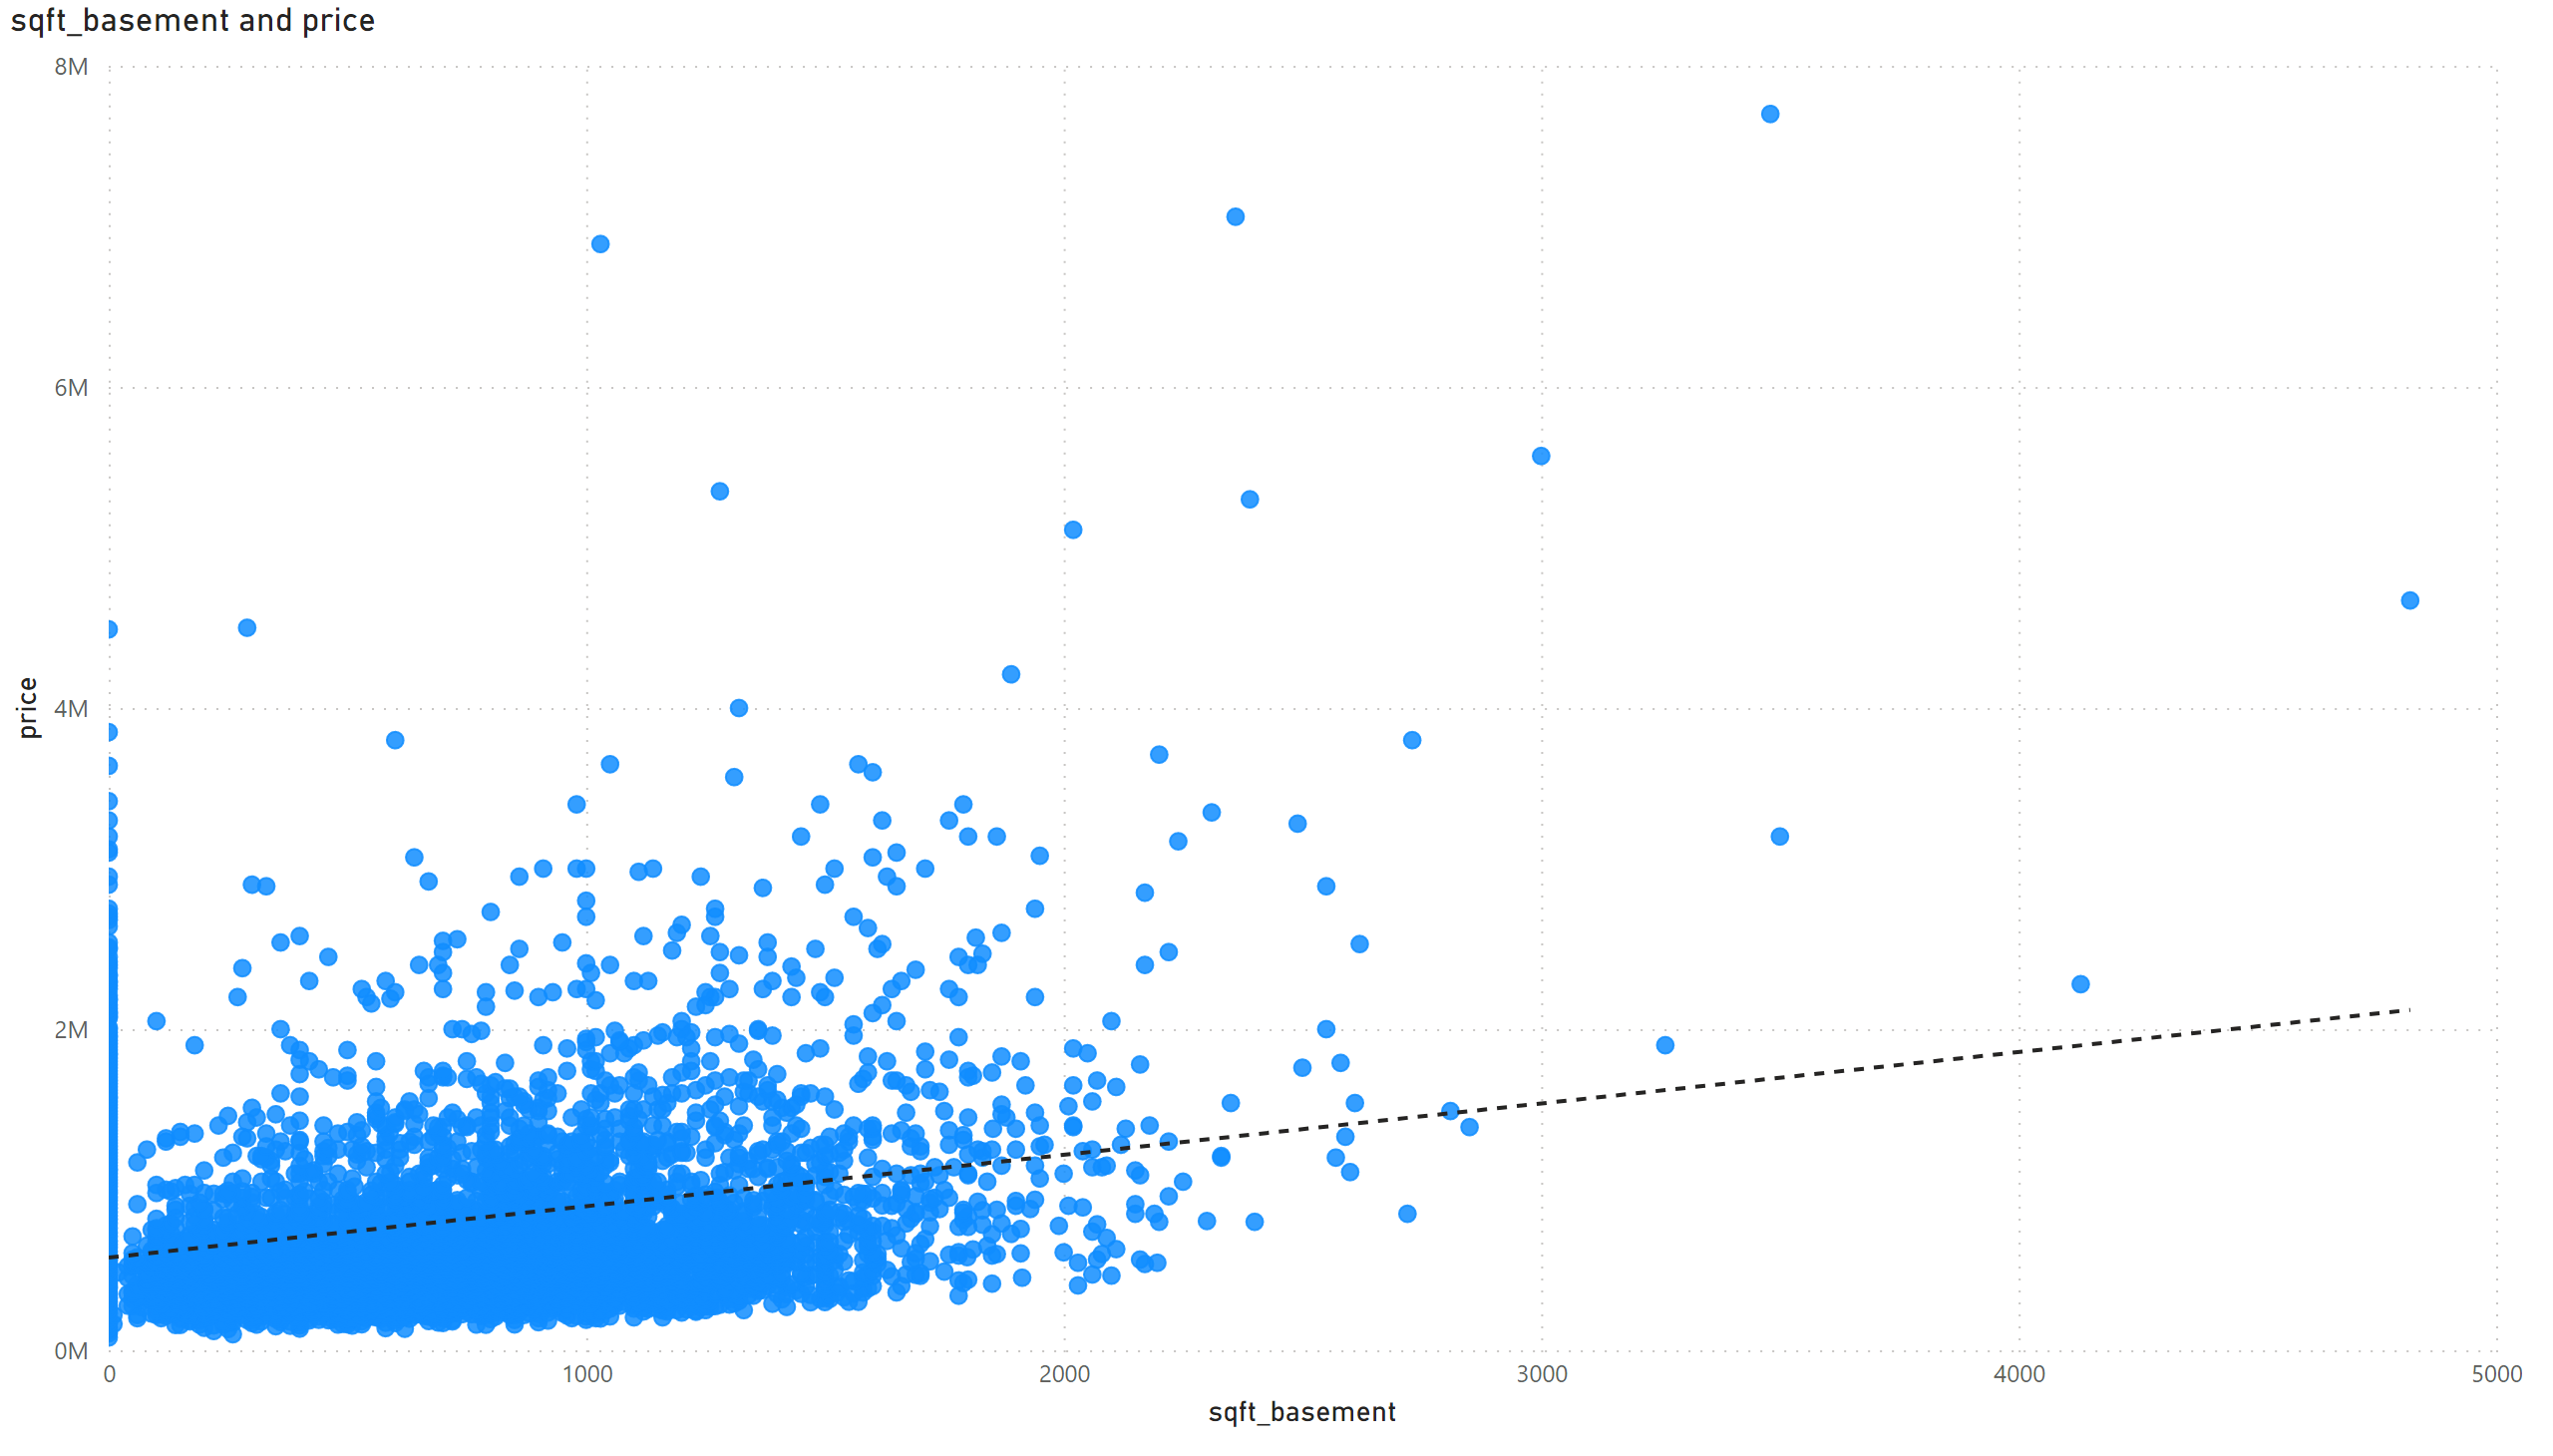 sqft_basement and price
8M
6M
4M
2M
0M
price
0 1000 2000 3000 4000 5000
sqft_basement